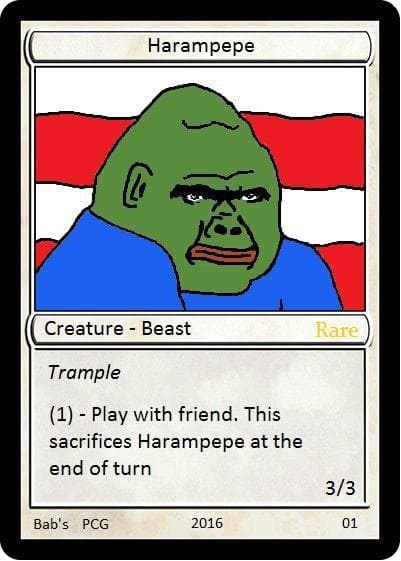 Harampepe
Creature - Beast Rare
Trample
(1) - Play with friend. This
sacrifices Harampepe at the
end of turn
3/3
Bab's PCG 2016 01